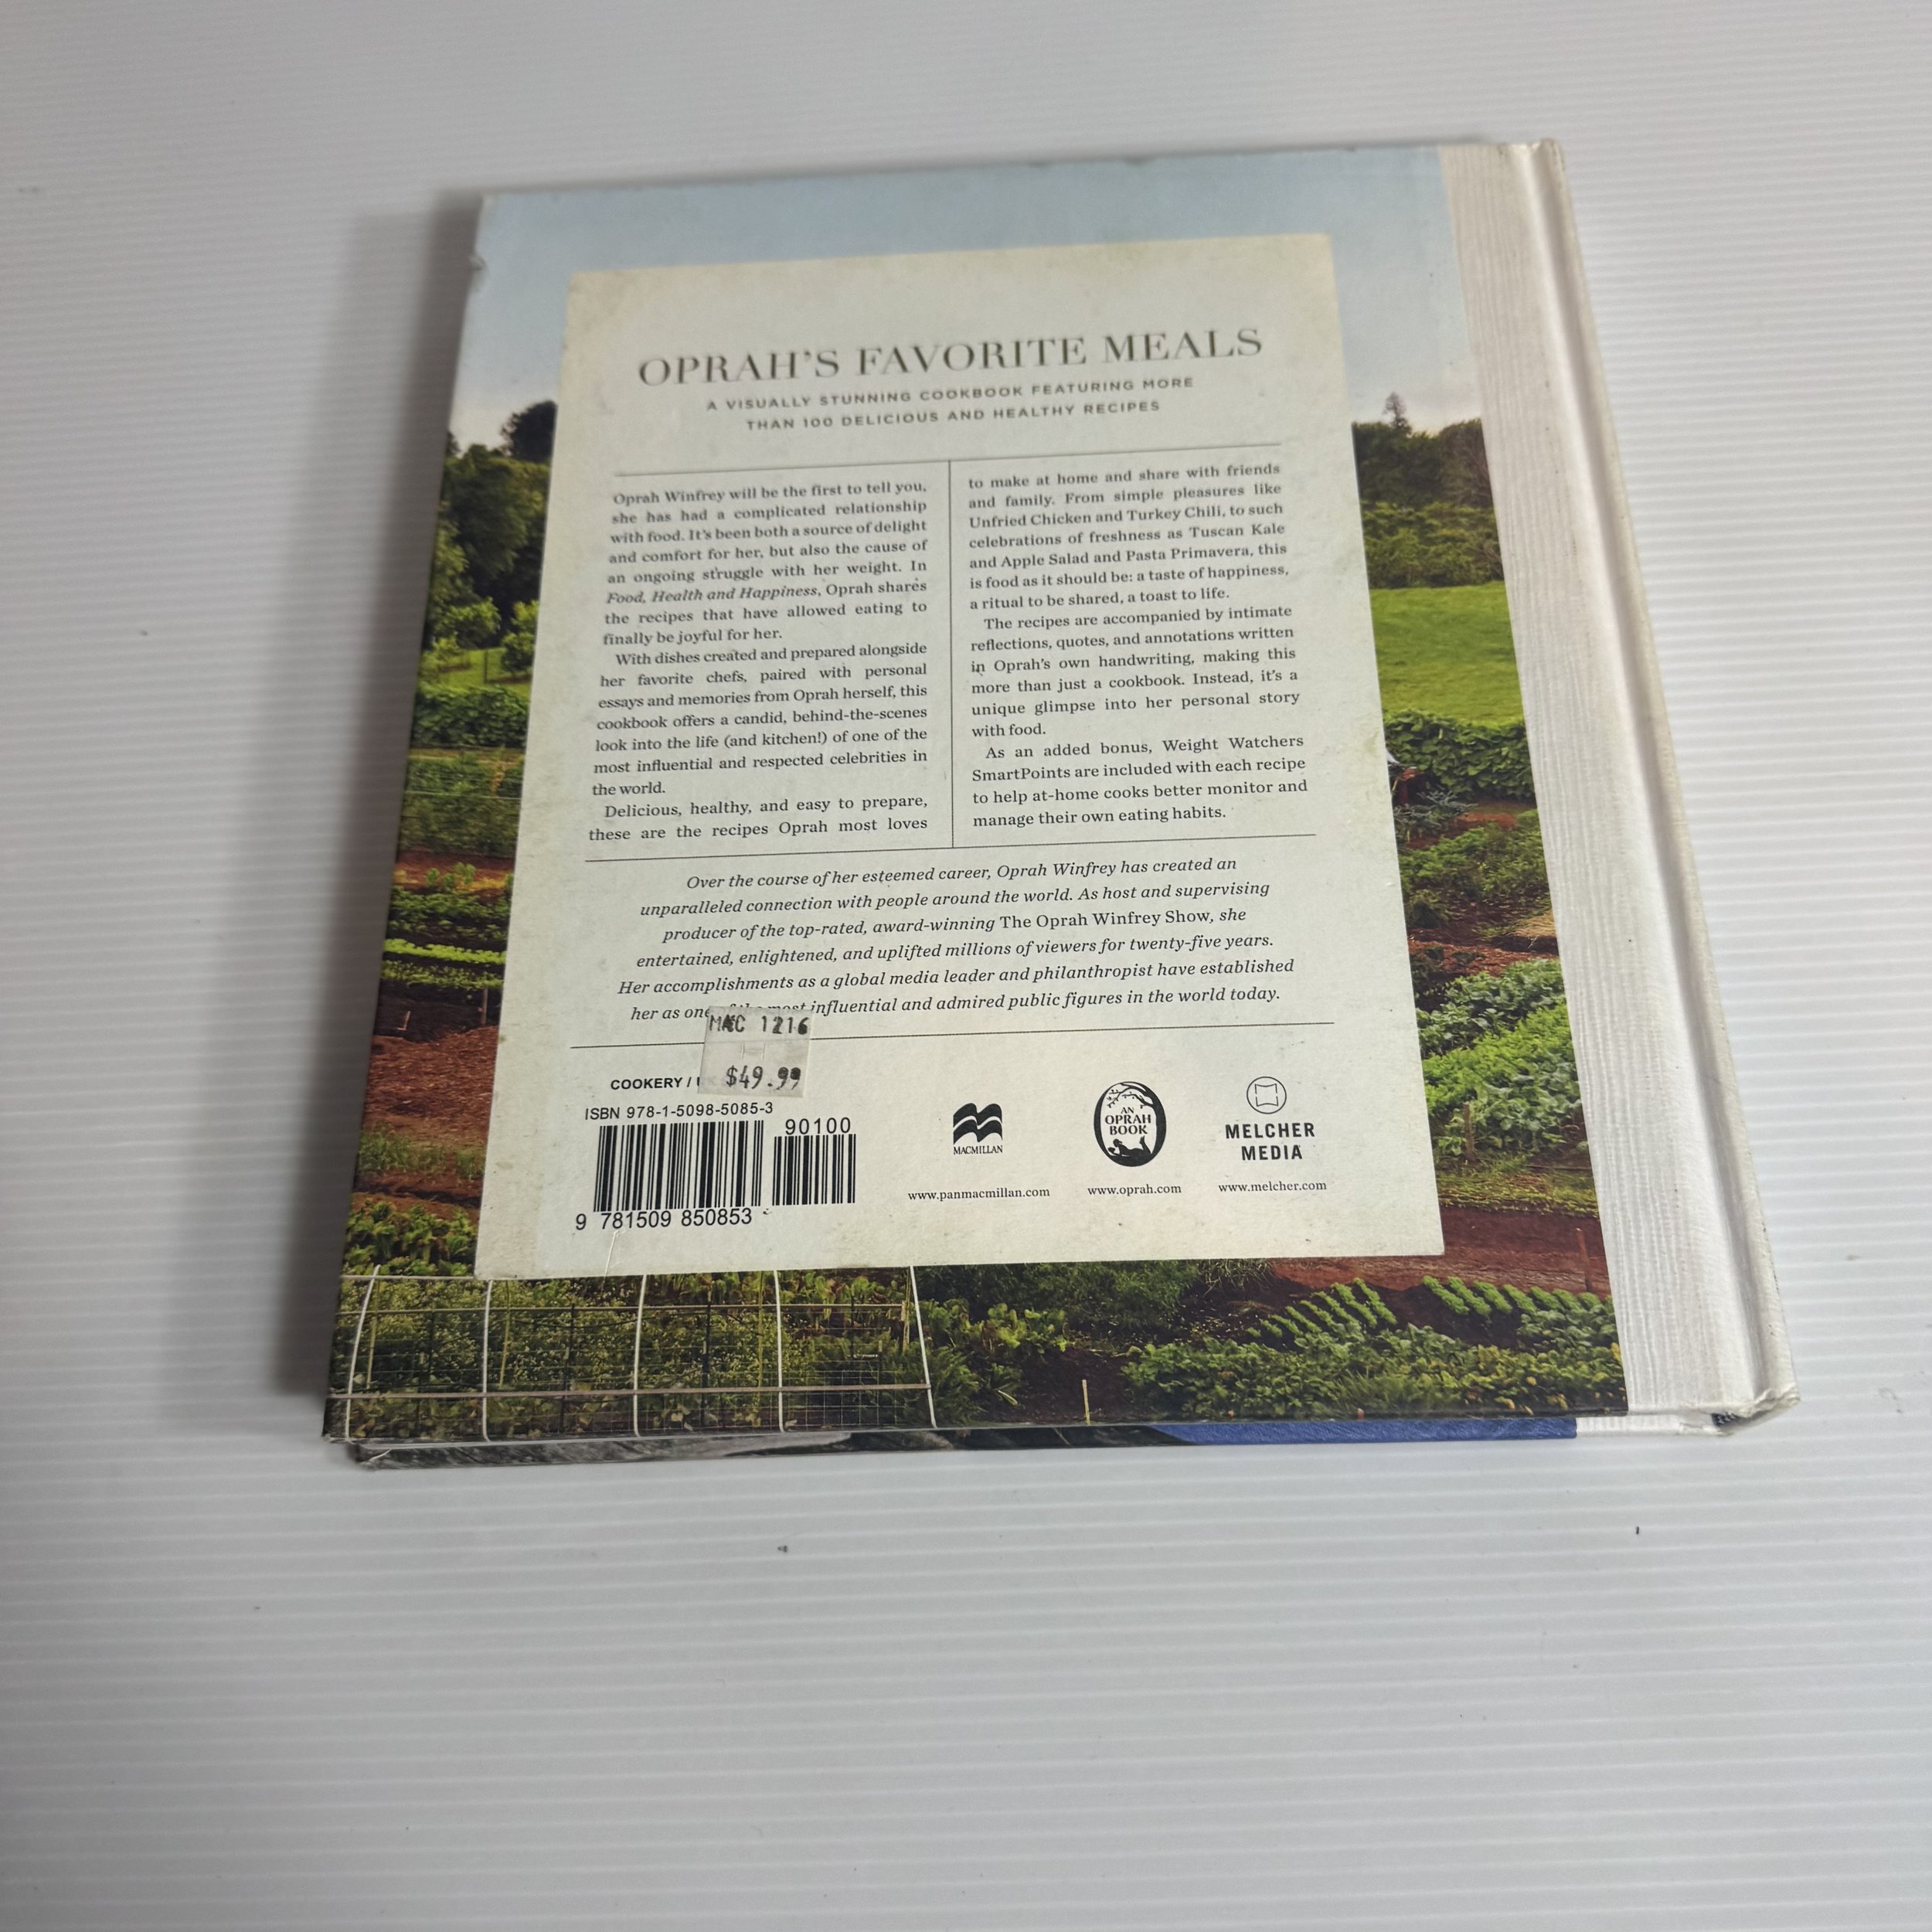 OPRAH'S FAVORITE MEALS
A VISUALLY STUNNING COOKBOOK FEATURING MORE
THAN 100 DELICIOUS AND HEALTHY RECIPES
Oprah Winfrey will be the first to tell you,
she has had a complicated relationship
with food. It's been both a source of delight
and comfort for her, but also the cause of
an ongoing struggle with her weight. In
Food, Health and Happiness, Oprah shares
the recipes that have allowed eating to
finally be joyful for her.
With dishes created and prepared alongside
her favorite chefs, paired with personal
essays and memories from Oprah herself, this
cookbook offers a candid, behind-the-scenes
look into the life (and kitchen!) of one of the
most influential and respected celebrities in
the world.
Delicious, healthy, and easy to prepare,
these are the recipes Oprah most loves
to make at home and share with friends
and family. From simple pleasures like
Unfried Chicken and Turkey Chili, to such
celebrations of freshness as Tuscan Kale
and Apple Salad and Pasta Primavera, this
is food as it should be: a taste of happiness,
a ritual to be shared, a toast to life.
The recipes are accompanied by intimate
reflections, quotes, and annotations written
in Oprah's own handwriting, making this
more than just a cookbook. Instead, it's a
unique glimpse into her personal story
with food.
As an added bonus, Weight Watchers
SmartPoints are included with each recipe
to help at-home cooks better monitor and
manage their own eating habits.
Over the course of her esteemed career, Oprah Winfrey has created an
unparalleled connection with people around the world. As host and supervising
producer of the top-rated, award-winning The Oprah Winfrey Show, she
entertained, enlightened, and uplifted millions of viewers for twenty-five years.
Her accomplishments as a global media leader and philanthropist have established
her as one most influential and admired public figures in the world today.
MAC 1216
$49.99
COOKERY /
ISBN 978-1-5098-5085-3
90100
9 781509 850853
MACMILLAN
www.panmacmillan.com
AN
OPRAH
BOOK
www.oprah.com
MELCHER
MEDIA
www.melcher.com